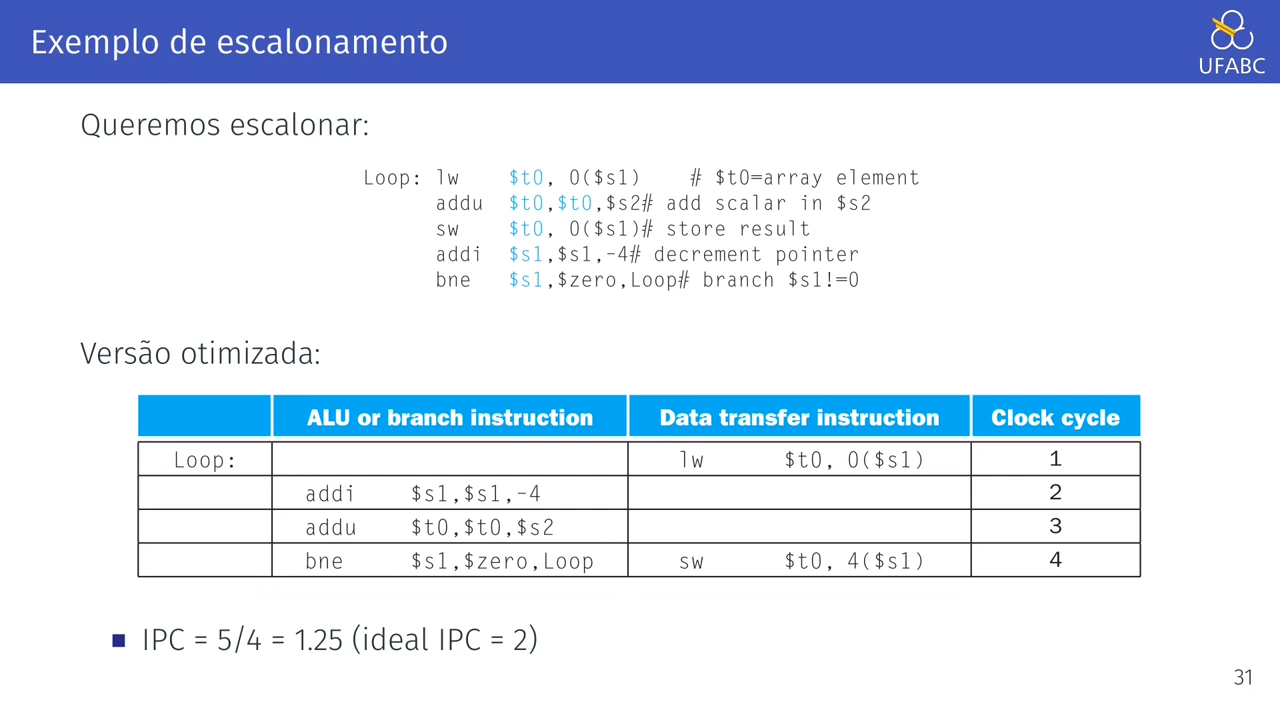 Exemplo de escalonamento
UFABC
Queremos escalonar:
Loop: lw $t0, 0($s1) # $t0=array element
addu $t0,$t0,$s2# add scalar in $s2
sw $t0, 0($s1)# store result
addi $s1,$s1,-4# decrement pointer
bne $s1,$zero,Loop# branch $s1!=0
Versão otimizada:
ALU or branch instruction Data transfer instruction Clock cycle
Loop: lw $t0, 0($s1) 1
addi $s1,$s1,-4 2
addu $t0,$t0,$s2 3
bne $s1,$zero,Loop sw $t0, 4($s1) 4
■ IPC = 5/4 = 1.25 (ideal IPC = 2)
31